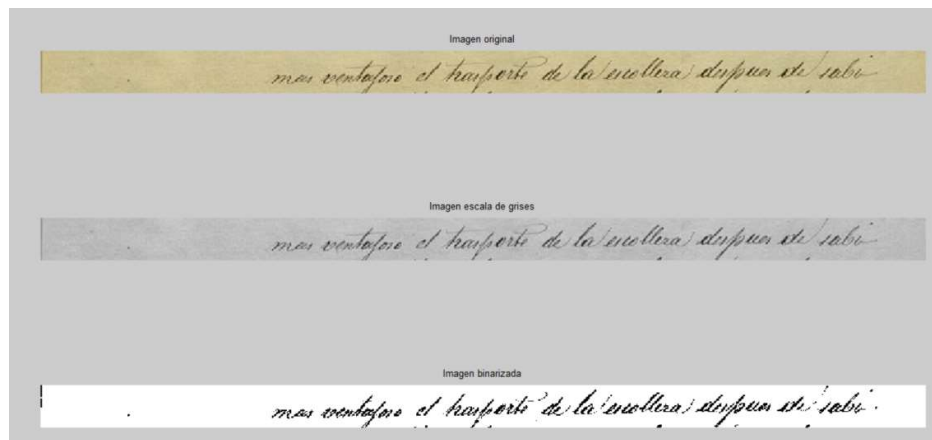 Imagen original
mas ventajoso el trasporte de la escollera despues de sabi
Imagen escala de grises
mas ventajoso el trasporte de la escollera despues de sabi
Imagen binarizada
mas ventajoso el trasporte de la escollera despues de sabi